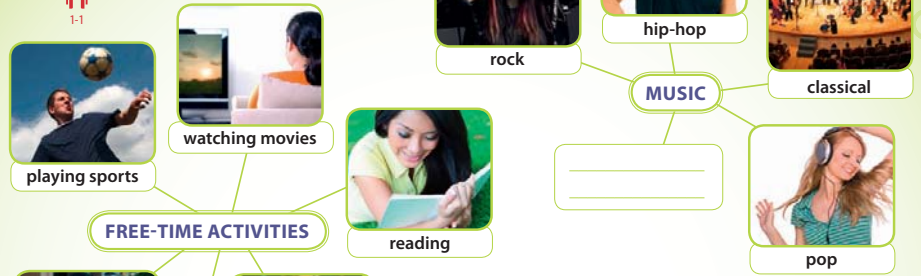 1-1
playing sports
watching movies
reading
FREE-TIME ACTIVITIES
rock
hip-hop
classical
MUSIC
pop